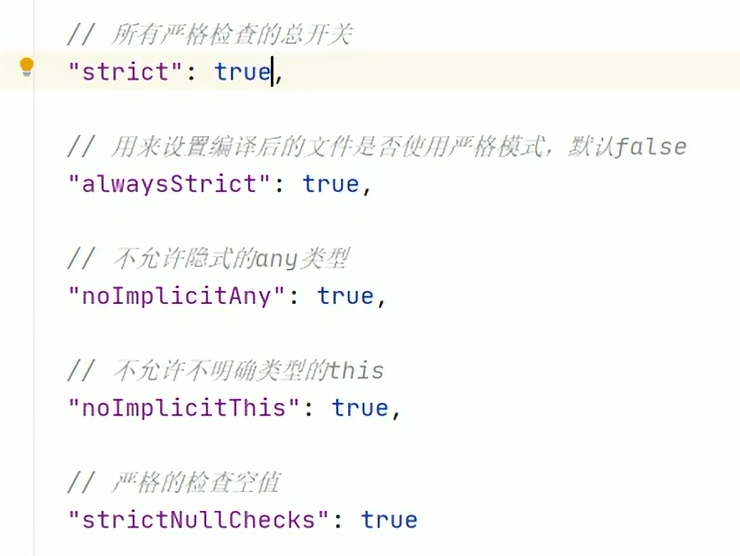 // 所有严格检查的总开关
"strict": true,
// 用来设置编译后的文件是否使用严格模式，默认false
"alwaysStrict": true,
// 不允许隐式的any类型
"noImplicitAny": true,
// 不允许不明确类型的this
"noImplicitThis": true,
// 严格的检查空值
"strictNullChecks": true